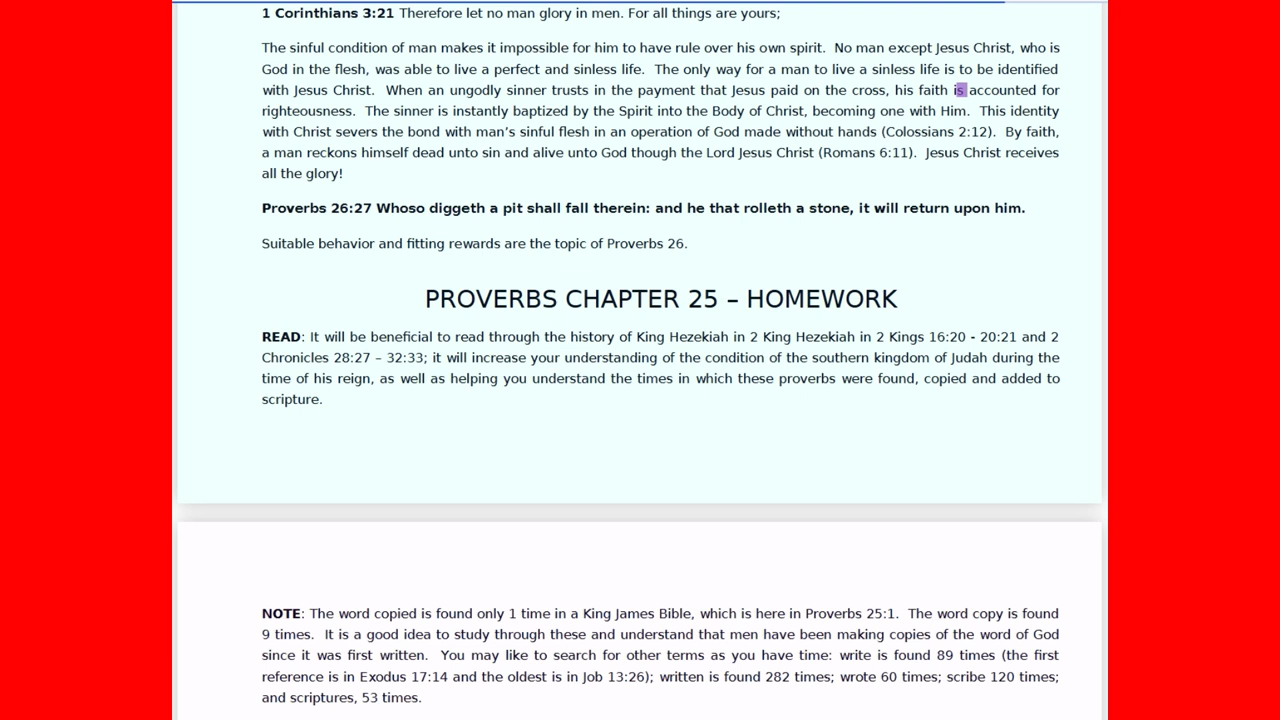 1 Corinthians 3:21 Therefore let no man glory in men. For all things are yours;
The sinful condition of man makes it impossible for him to have rule over his own spirit.  No man except Jesus Christ, who is
God in the flesh, was able to live a perfect and sinless life.  The only way for a man to live a sinless life is to be identified
with Jesus Christ.  When an ungodly sinner trusts in the payment that Jesus paid on the cross, his faith is accounted for
righteousness.  The sinner is instantly baptized by the Spirit into the Body of Christ, becoming one with Him.  This identity
with Christ severs the bond with man’s sinful flesh in an operation of God made without hands (Colossians 2:12).  By faith,
a man reckons himself dead unto sin and alive unto God though the Lord Jesus Christ (Romans 6:11).  Jesus Christ receives
all the glory!
Proverbs 26:27 Whoso diggeth a pit shall fall therein: and he that rolleth a stone, it will return upon him.
Suitable behavior and fitting rewards are the topic of Proverbs 26.
PROVERBS CHAPTER 25 – HOMEWORK
READ: It will be beneficial to read through the history of King Hezekiah in 2 King Hezekiah in 2 Kings 16:20 - 20:21 and 2
Chronicles 28:27 – 32:33; it will increase your understanding of the condition of the southern kingdom of Judah during the
time of his reign, as well as helping you understand the times in which these proverbs were found, copied and added to
scripture.
NOTE: The word copied is found only 1 time in a King James Bible, which is here in Proverbs 25:1.  The word copy is found
9 times.  It is a good idea to study through these and understand that men have been making copies of the word of God
since it was first written.  You may like to search for other terms as you have time: write is found 89 times (the first
reference is in Exodus 17:14 and the oldest is in Job 13:26); written is found 282 times; wrote 60 times; scribe 120 times;
and scriptures, 53 times.